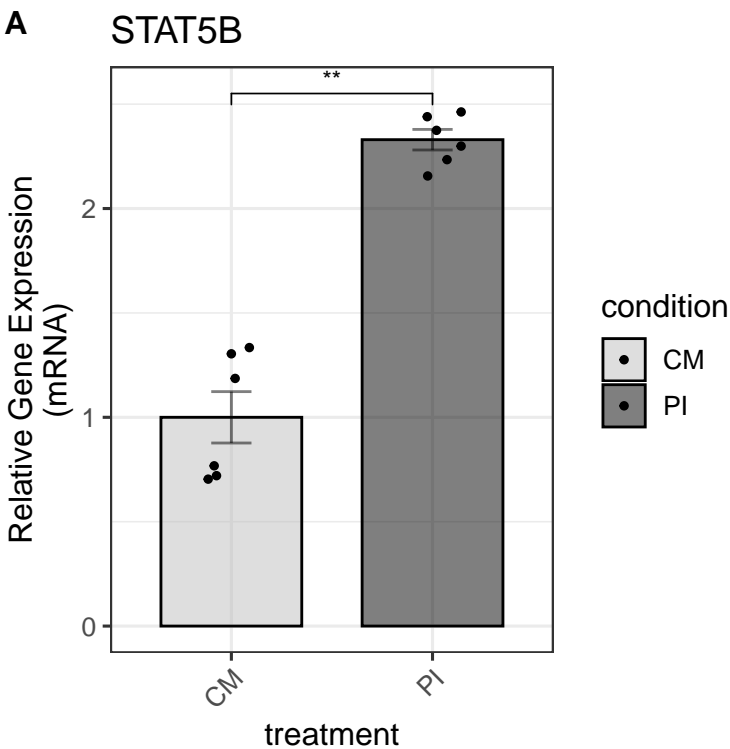 A
STAT5B
**
Relative Gene Expression
(mRNA)
2
1
0
CM
PI
treatment
condition
CM
PI